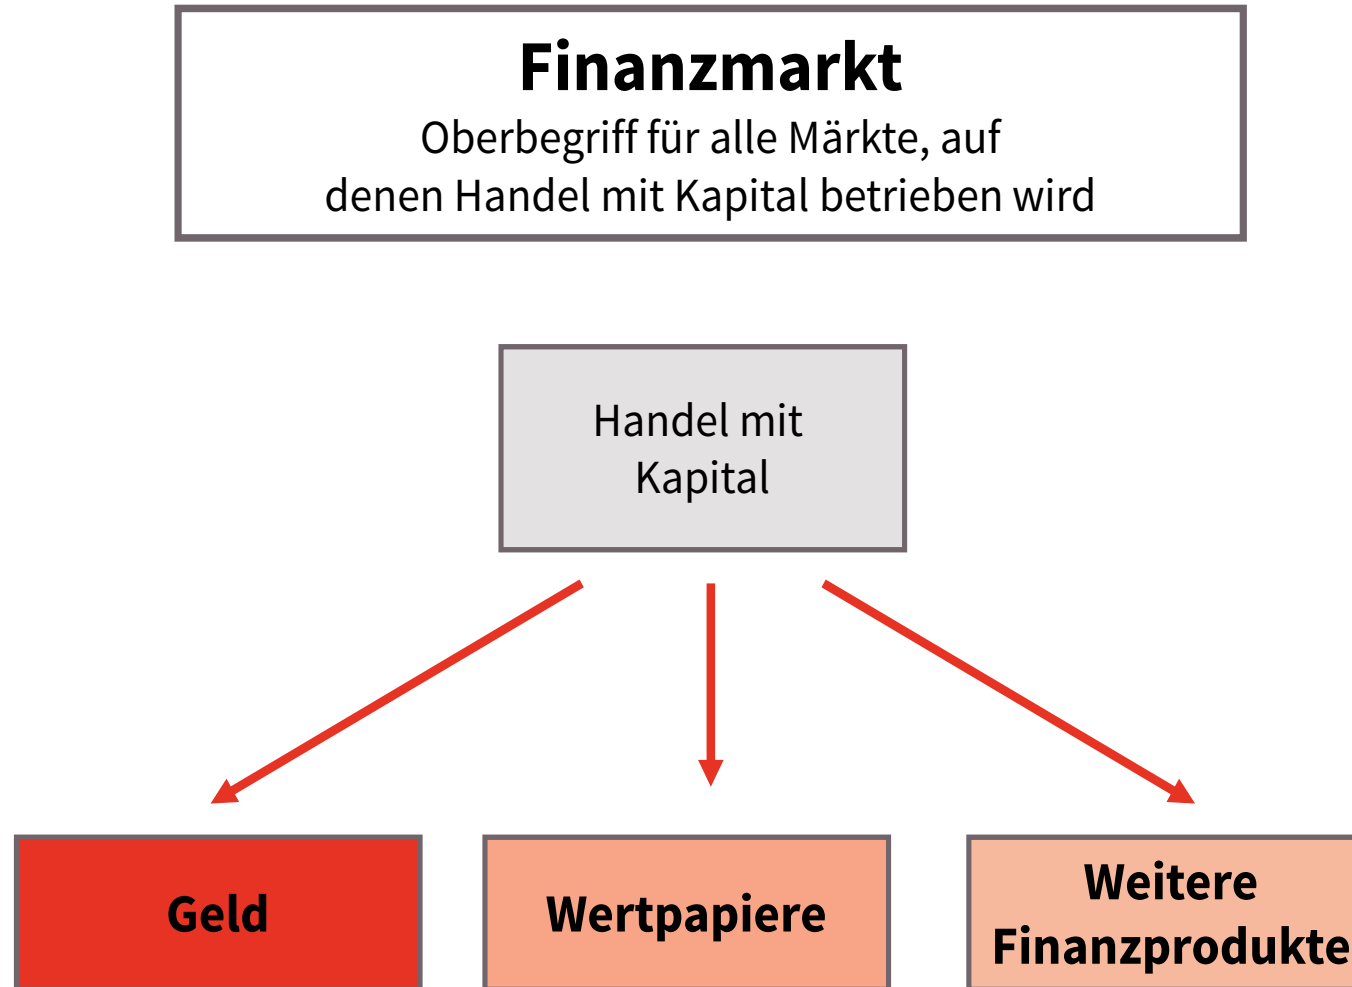 Finanzmarkt
Oberbegriff für alle Märkte, auf
denen Handel mit Kapital betrieben wird
Handel mit
Kapital
Geld
Wertpapiere
Weitere
Finanzprodukte